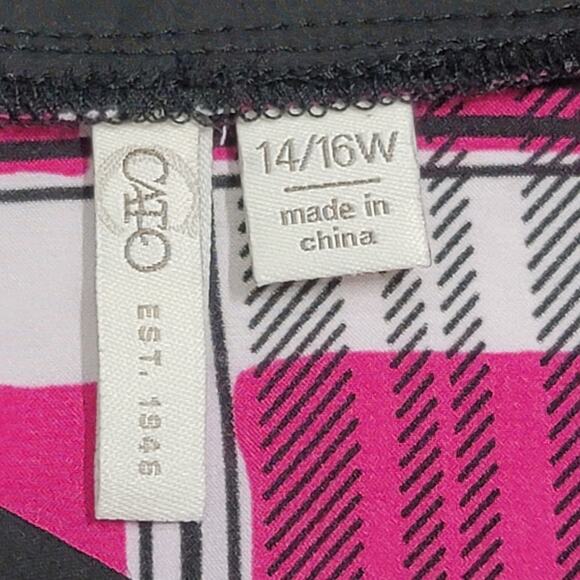 CATO
EST. 1946
14/16W
made in
china